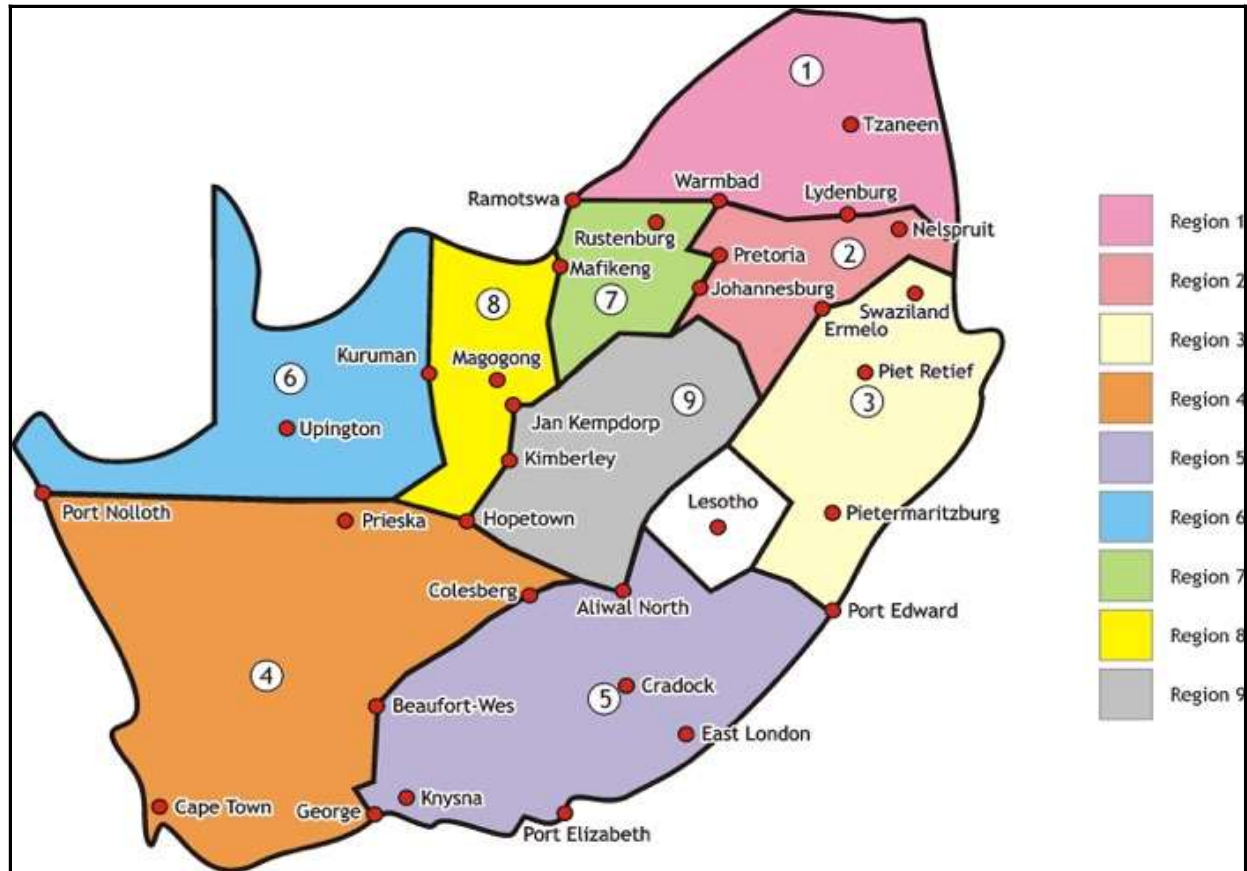 1
Tzaneen
Ramotswa
Warmbad
Lydenburg
Nelspruit
Rustenburg
Pretoria
2
Mafikeng
Johannesburg
7
8
Swaziland
Ermelo
Kuruman
Magogong
6
Piet Retief
3
9
Upington
Jan Kempdorp
Kimberley
Port Nolloth
Prieska
Hopetown
Lesotho
Pietermaritzburg
Colesberg
Aliwal North
Port Edward
4
Beaufort-Wes
5
Cradock
East London
Cape Town
George
Knysna
Port Elizabeth
Region 1
Region 2
Region 3
Region 4
Region 5
Region 6
Region 7
Region 8
Region 9